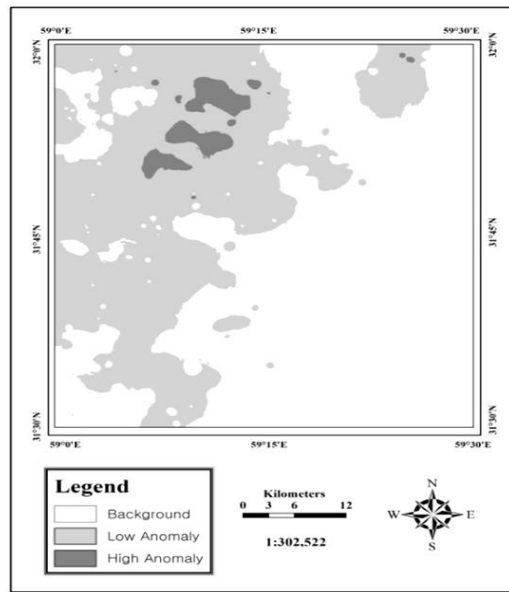 59°0'E 59°15'E 59°30'E
32°0'N 32°0'N
31°45'N 31°45'N
31°30'N 31°30'N
59°0'E 59°15'E 59°30'E
Legend
Background
Low Anomaly
High Anomaly
Kilometers
0 3 6 12
1:302,522
N
W E
S